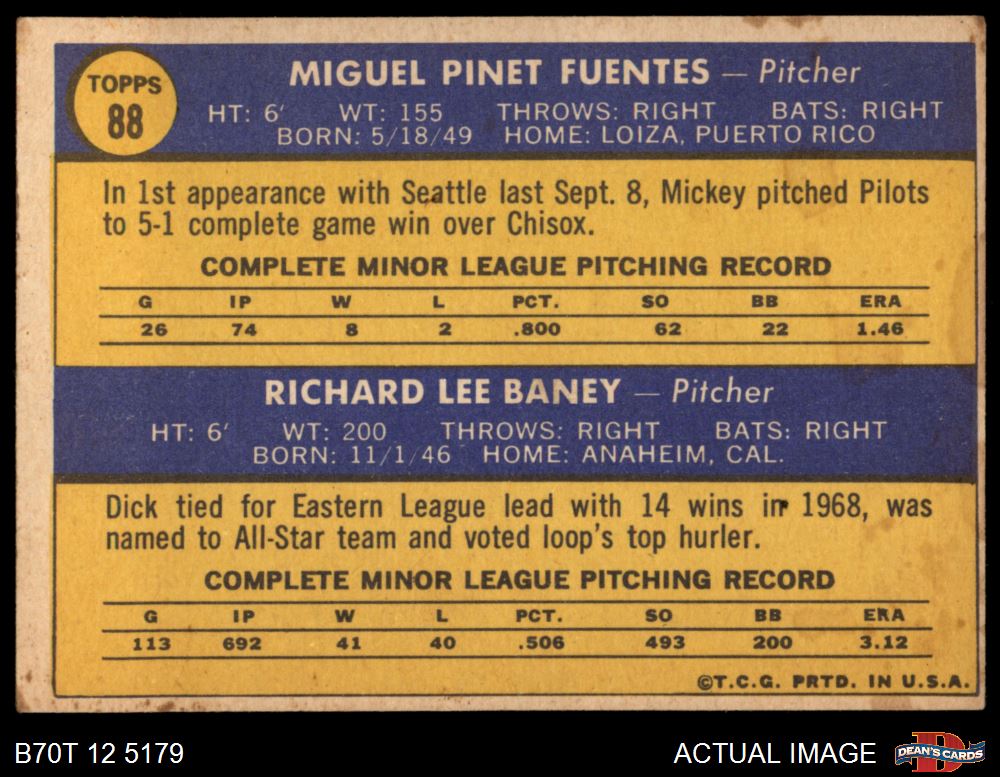 TOPPS
88
MIGUEL PINET FUENTES — Pitcher
HT: 6' WT: 155 THROWS: RIGHT BATS: RIGHT
BORN: 5/18/49 HOME: LOIZA, PUERTO RICO
In 1st appearance with Seattle last Sept. 8, Mickey pitched Pilots
to 5-1 complete game win over Chisox.
COMPLETE MINOR LEAGUE PITCHING RECORD
G IP W L PCT. SO BB ERA
26 74 8 2 .800 62 22 1.46
RICHARD LEE BANEY — Pitcher
HT: 6' WT: 200 THROWS: RIGHT BATS: RIGHT
BORN: 11/1/46 HOME: ANAHEIM, CAL.
Dick tied for Eastern League lead with 14 wins in 1968, was
named to All-Star team and voted loop's top hurler.
COMPLETE MINOR LEAGUE PITCHING RECORD
G IP W L PCT. SO BB ERA
113 692 41 40 .506 493 200 3.12
©T.C.G. PRTD. IN U.S.A.
B70T 12 5179
ACTUAL IMAGE
D
DEAN'S CARDS